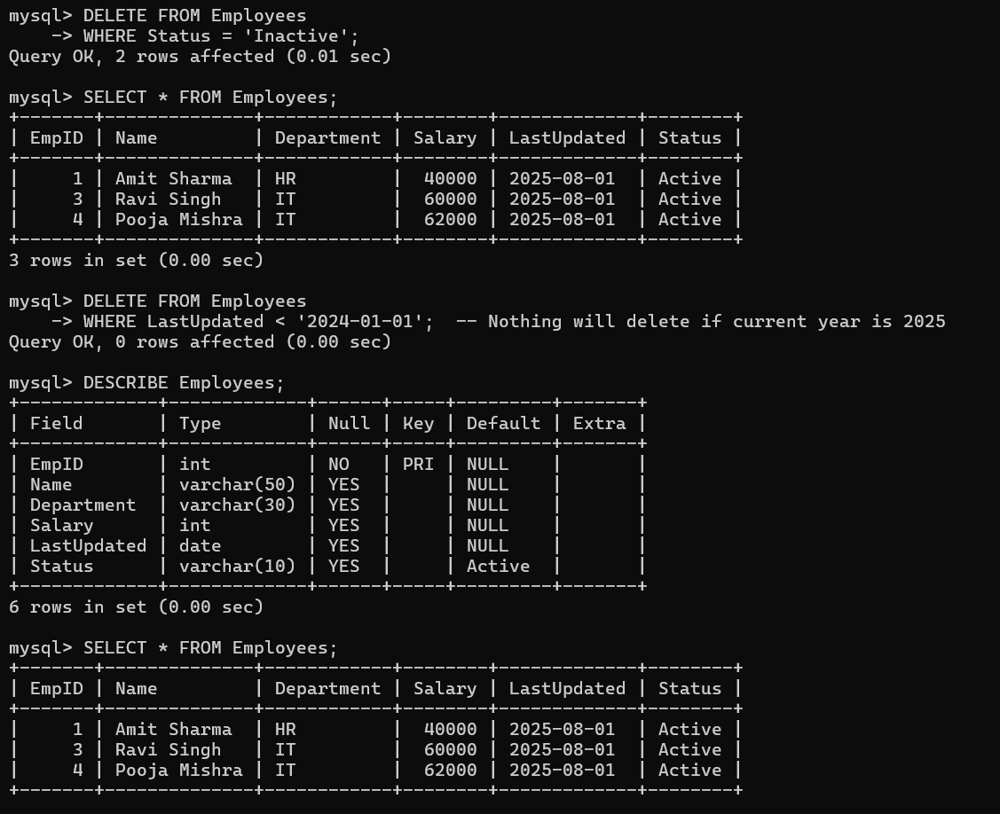 mysql> DELETE FROM Employees
    -> WHERE Status = 'Inactive';
Query OK, 2 rows affected (0.01 sec)

mysql> SELECT * FROM Employees;
+-------+--------------+------------+--------+-------------+--------+
| EmpID | Name         | Department | Salary | LastUpdated | Status |
+-------+--------------+------------+--------+-------------+--------+
|     1 | Amit Sharma  | HR         |  40000 | 2025-08-01  | Active |
|     3 | Ravi Singh   | IT         |  60000 | 2025-08-01  | Active |
|     4 | Pooja Mishra | IT         |  62000 | 2025-08-01  | Active |
+-------+--------------+------------+--------+-------------+--------+
3 rows in set (0.00 sec)

mysql> DELETE FROM Employees
    -> WHERE LastUpdated < '2024-01-01';  -- Nothing will delete if current year is 2025
Query OK, 0 rows affected (0.00 sec)

mysql> DESCRIBE Employees;
+-------------+-------------+------+-----+---------+-------+
| Field       | Type        | Null | Key | Default | Extra |
+-------------+-------------+------+-----+---------+-------+
| EmpID       | int         | NO   | PRI | NULL    |       |
| Name        | varchar(50) | YES  |     | NULL    |       |
| Department  | varchar(30) | YES  |     | NULL    |       |
| Salary      | int         | YES  |     | NULL    |       |
| LastUpdated | date        | YES  |     | NULL    |       |
| Status      | varchar(10) | YES  |     | Active  |       |
+-------------+-------------+------+-----+---------+-------+
6 rows in set (0.00 sec)

mysql> SELECT * FROM Employees;
+-------+--------------+------------+--------+-------------+--------+
| EmpID | Name         | Department | Salary | LastUpdated | Status |
+-------+--------------+------------+--------+-------------+--------+
|     1 | Amit Sharma  | HR         |  40000 | 2025-08-01  | Active |
|     3 | Ravi Singh   | IT         |  60000 | 2025-08-01  | Active |
|     4 | Pooja Mishra | IT         |  62000 | 2025-08-01  | Active |
+-------+--------------+------------+--------+-------------+--------+